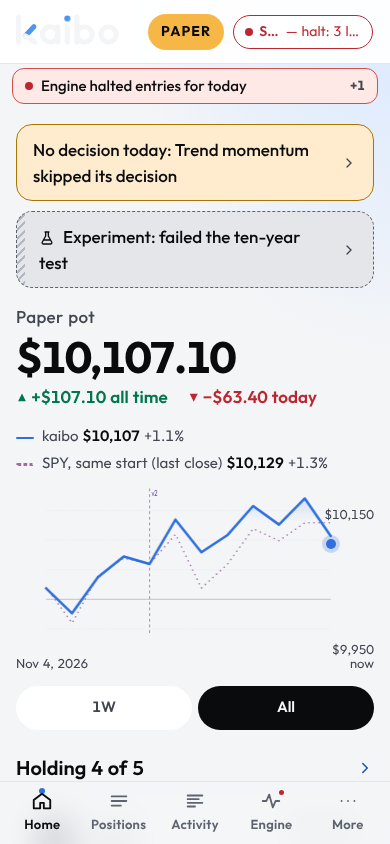 kaibo
PAPER
S... — halt: 3 l...
Engine halted entries for today
+1
No decision today: Trend momentum
skipped its decision
Experiment: failed the ten-year
test
Paper pot
$10,107.10
▲ +$107.10 all time ▼ −$63.40 today
kaibo $10,107 +1.1%
SPY, same start (last close) $10,129 +1.3%
v2
$10,150
$9,950
Nov 4, 2026
now
1W
All
Holding 4 of 5
Home
Positions
Activity
Engine
More